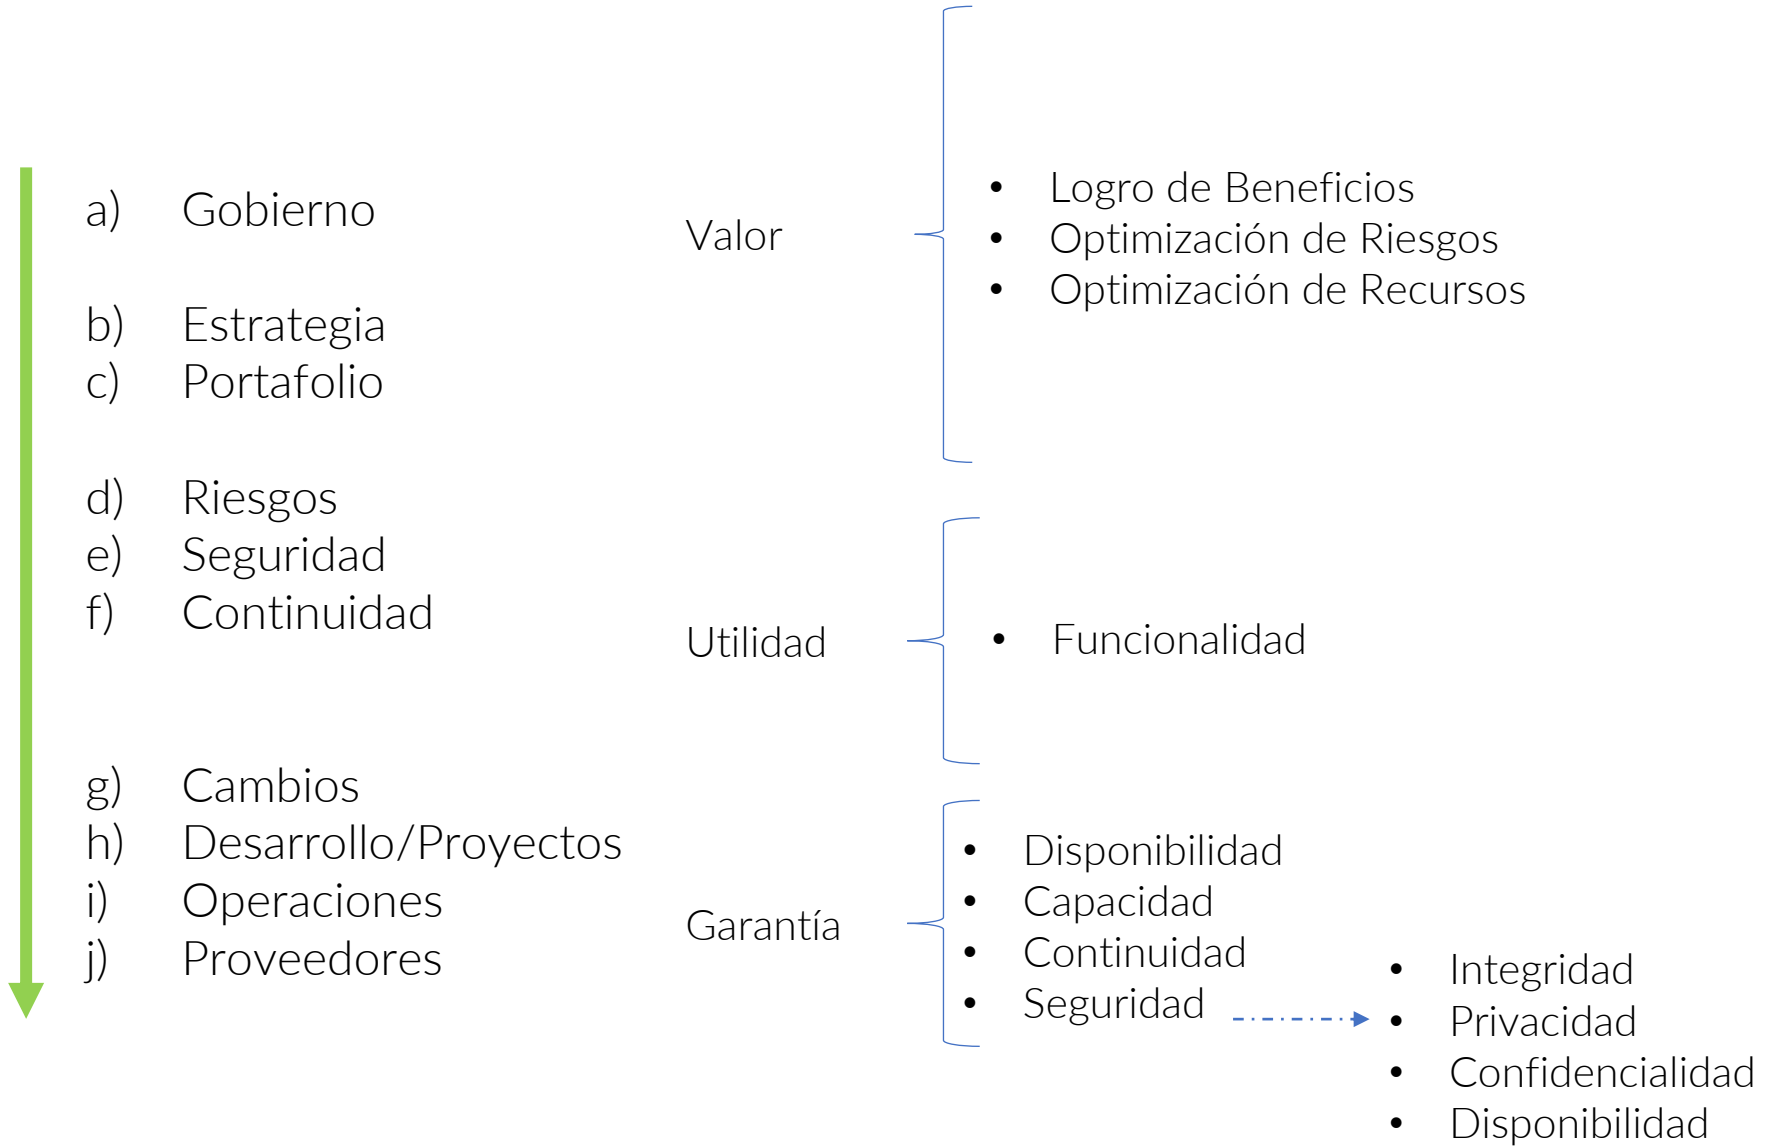 a) Gobierno
b) Estrategia
c) Portafolio
d) Riesgos
e) Seguridad
f) Continuidad
g) Cambios
h) Desarrollo/Proyectos
i) Operaciones
j) Proveedores
Valor
• Logro de Beneficios
• Optimización de Riesgos
• Optimización de Recursos
Utilidad
• Funcionalidad
Garantía
• Disponibilidad
• Capacidad
• Continuidad
• Seguridad
• Integridad
• Privacidad
• Confidencialidad
• Disponibilidad